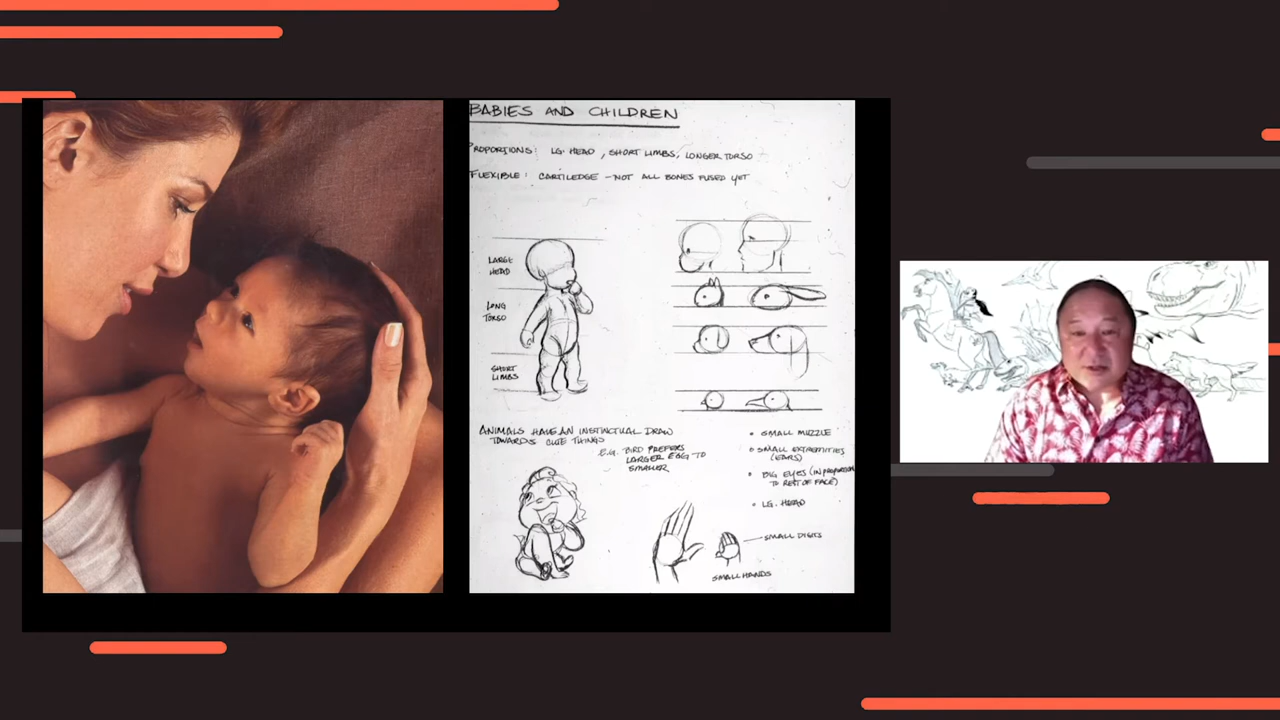 BABIES AND CHILDREN
PROPORTIONS: LG. HEAD, SHORT LIMBS, LONGER TORSO
FLEXIBLE: CARTILEDGE - NOT ALL BONES FUSED YET
LARGE
HEAD
LONG
TORSO
SHORT
LIMBS
ANIMALS HAVE AN INSTINCTUAL DRAW
TOWARDS CUTE THINGS
E.G. BIRD PREFERS
LARGER EGG TO
SMALLER
• SMALL MUZZLE
• SMALL EXTREMITIES
(EARS)
• BIG EYES (IN PROPORTION
TO REST OF FACE)
• LG. HEAD
SMALL DIGITS
SMALL HANDS